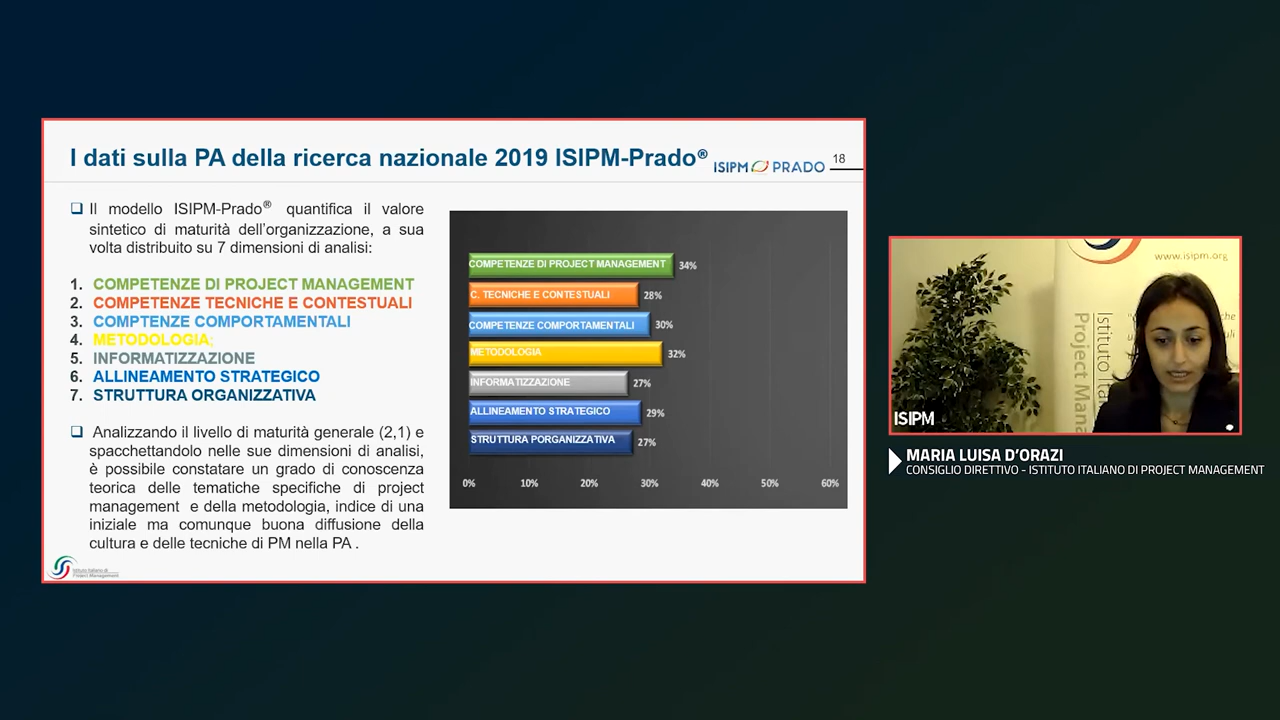 I dati sulla PA della ricerca nazionale 2019 ISIPM-Prado®
ISIPM PRADO
18
Il modello ISIPM-Prado® quantifica il valore
sintetico di maturità dell'organizzazione, a sua
volta distribuito su 7 dimensioni di analisi:
1. COMPETENZE DI PROJECT MANAGEMENT
2. COMPETENZE TECNICHE E CONTESTUALI
3. COMPTENZE COMPORTAMENTALI
4. METODOLOGIA;
5. INFORMATIZZAZIONE
6. ALLINEAMENTO STRATEGICO
7. STRUTTURA ORGANIZZATIVA
Analizzando il livello di maturità generale (2,1) e
spacchettandolo nelle sue dimensioni di analisi,
è possibile constatare un grado di conoscenza
teorica delle tematiche specifiche di project
management e della metodologia, indice di una
iniziale ma comunque buona diffusione della
cultura e delle tecniche di PM nella PA .
Istituto Italiano di
Project Management
COMPETENZE DI PROJECT MANAGEMENT 34%
C. TECNICHE E CONTESTUALI 28%
COMPETENZE COMPORTAMENTALI 30%
METODOLOGIA 32%
INFORMATIZZAZIONE 27%
ALLINEAMENTO STRATEGICO 29%
STRUTTURA PORGANIZZATIVA 27%
0% 10% 20% 30% 40% 50% 60%
www.isipm.org
Istituto Ita
Project Mana
ISIPM
MARIA LUISA D'ORAZI
CONSIGLIO DIRETTIVO - ISTITUTO ITALIANO DI PROJECT MANAGEMENT